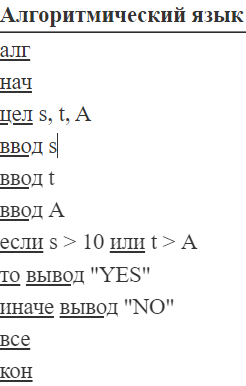 Алгоритмический язык
алг
нач
цел s, t, A
ввод s
ввод t
ввод A
если s > 10 или t > A
то вывод "YES"
иначе вывод "NO"
все
кон